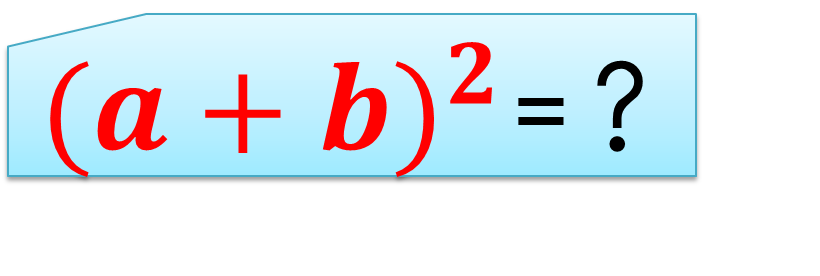 (a + b)² = ?